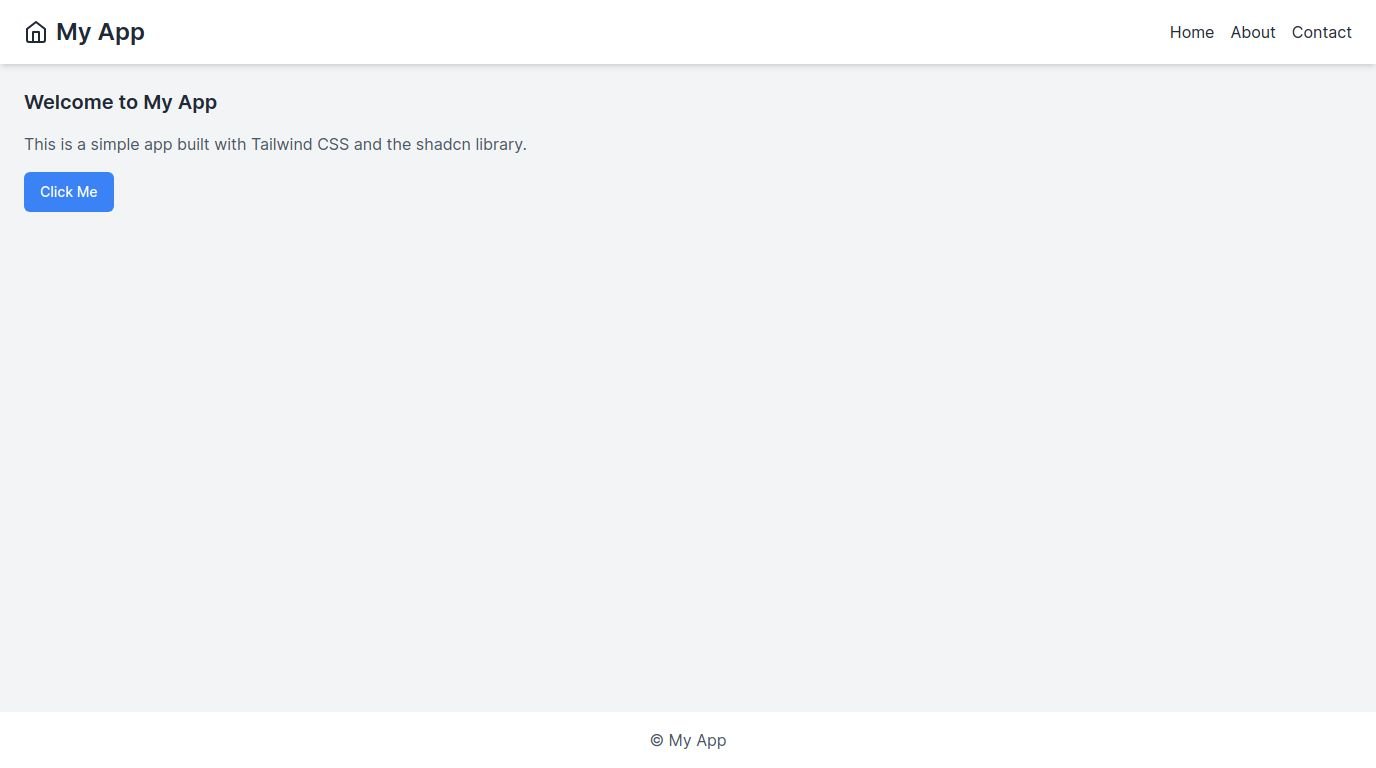 My App
Home About Contact
Welcome to My App
This is a simple app built with Tailwind CSS and the shadcn library.
Click Me
© My App